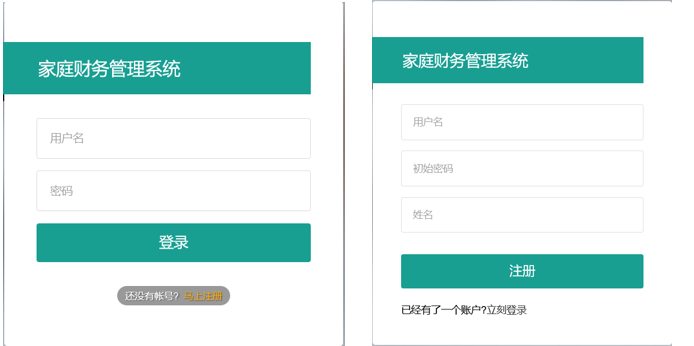 家庭财务管理系统
用户名
密码
登录
还没有帐号? 马上注册
家庭财务管理系统
用户名
初始密码
姓名
注册
已经有了一个账户?立刻登录